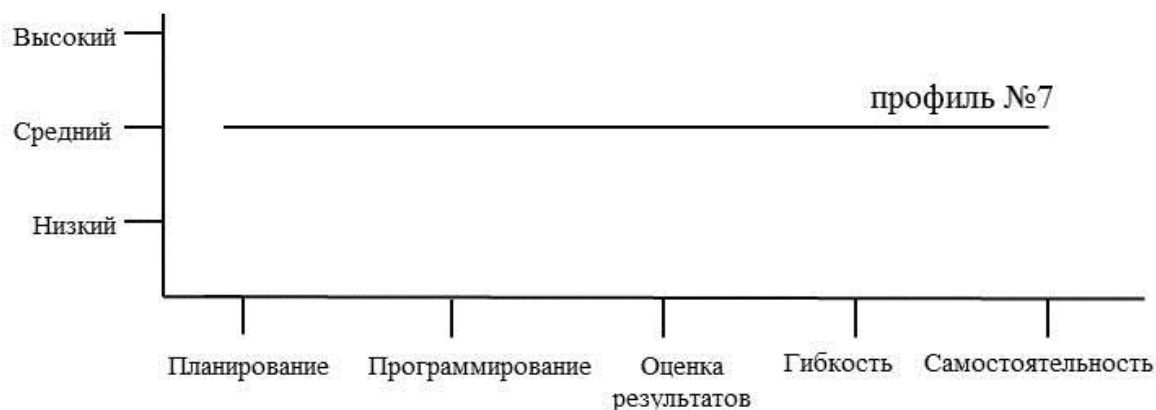 Высокий
профиль №7
Средний
Низкий
Планирование
Программирование
Оценка
результатов
Гибкость
Самостоятельность